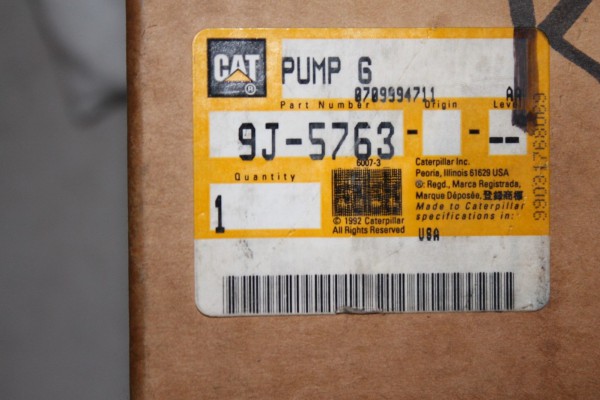 CAT
®
PUMP G
0709994711 AA
Part Number Origin Level
9J-5763 - - --
6007-3
Quantity
1
© 1992 Caterpillar
All Rights Reserved
Caterpillar Inc.
Peoria, Illinois 61629 USA
®: Regd., Marca Registrada,
Marque Déposée, 登録商標
Made to Caterpillar
specifications in:
USA